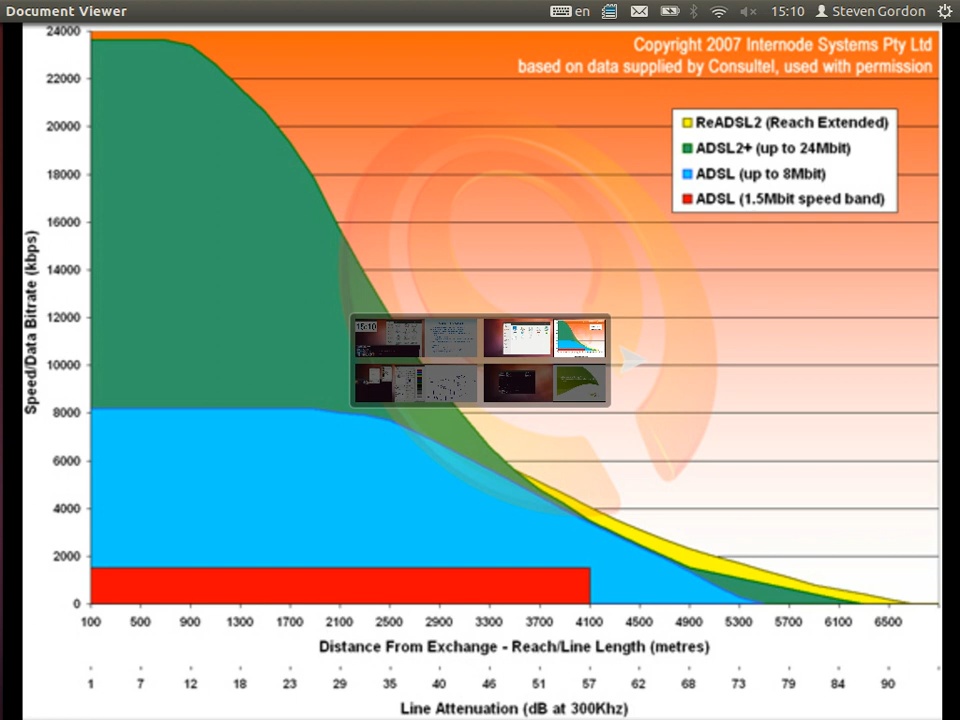 Document Viewer
en
15:10
Steven Gordon
Copyright 2007 Internode Systems Pty Ltd
based on data supplied by Consultel, used with permission
ReADSL2 (Reach Extended)
ADSL2+ (up to 24Mbit)
ADSL (up to 8Mbit)
ADSL (1.5Mbit speed band)
Speed/Data Bitrate (kbps)
24000
22000
20000
18000
16000
14000
12000
10000
8000
6000
4000
2000
0
15:10
100 500 900 1300 1700 2100 2500 2900 3300 3700 4100 4500 4900 5300 5700 6100 6500
Distance From Exchange - Reach/Line Length (metres)
1 7 12 18 23 29 35 40 46 51 57 62 68 73 79 84 90
Line Attenuation (dB at 300Khz)